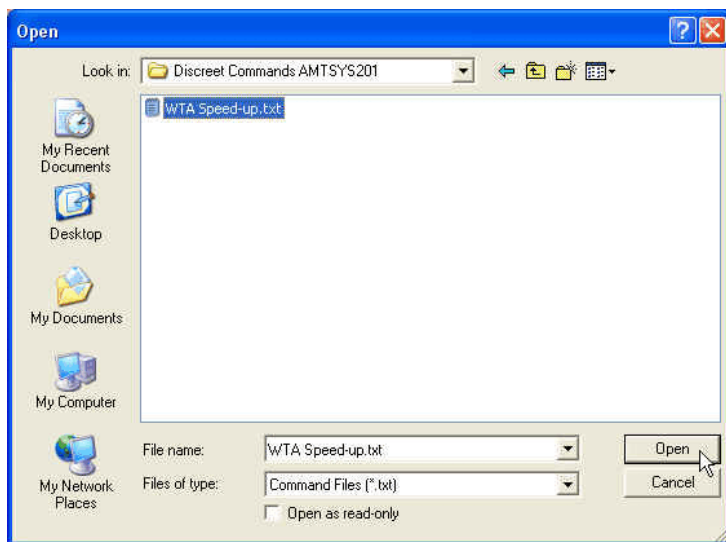 Open
Look in: Discreet Commands AMTSYS201
WTA Speed-up.txt
My Recent
Documents
Desktop
My Documents
My Computer
My Network
Places
File name: WTA Speed-up.txt Open
Files of type: Command Files (*.txt) Cancel
Open as read-only